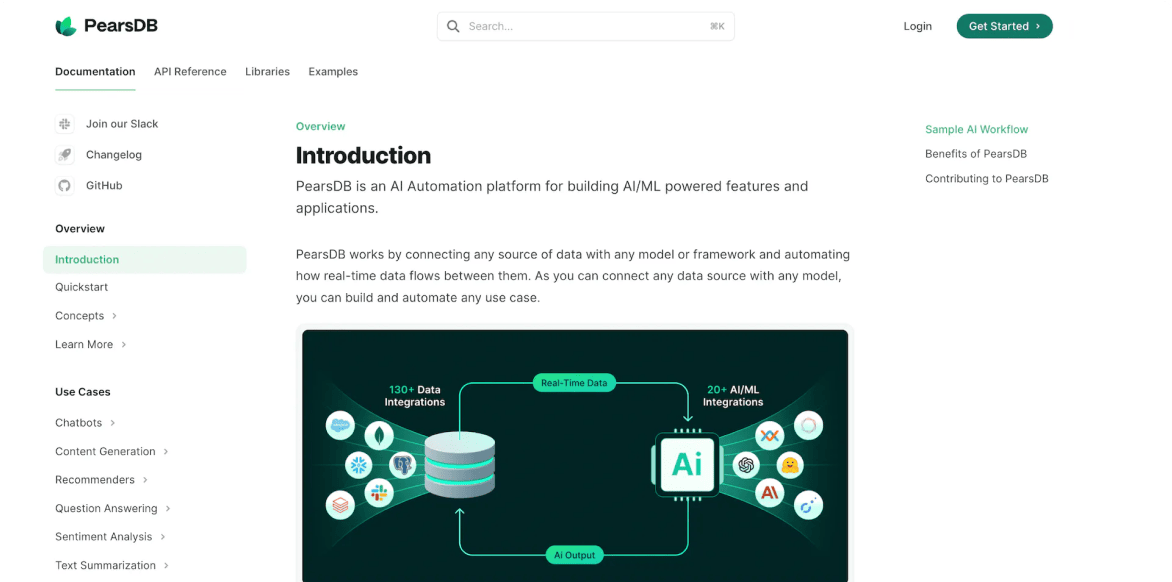 PearsDB
Search...
⌘K
Login
Get Started
Documentation
API Reference
Libraries
Examples
Join our Slack
Changelog
GitHub
Overview
Introduction
Quickstart
Concepts
Learn More
Use Cases
Chatbots
Content Generation
Recommenders
Question Answering
Sentiment Analysis
Text Summarization
Overview
Introduction
PearsDB is an AI Automation platform for building AI/ML powered features and
applications.
PearsDB works by connecting any source of data with any model or framework and automating
how real-time data flows between them. As you can connect any data source with any model,
you can build and automate any use case.
130+ Data
Integrations
Real-Time Data
20+ AI/ML
Integrations
Ai
Ai Output
Sample AI Workflow
Benefits of PearsDB
Contributing to PearsDB